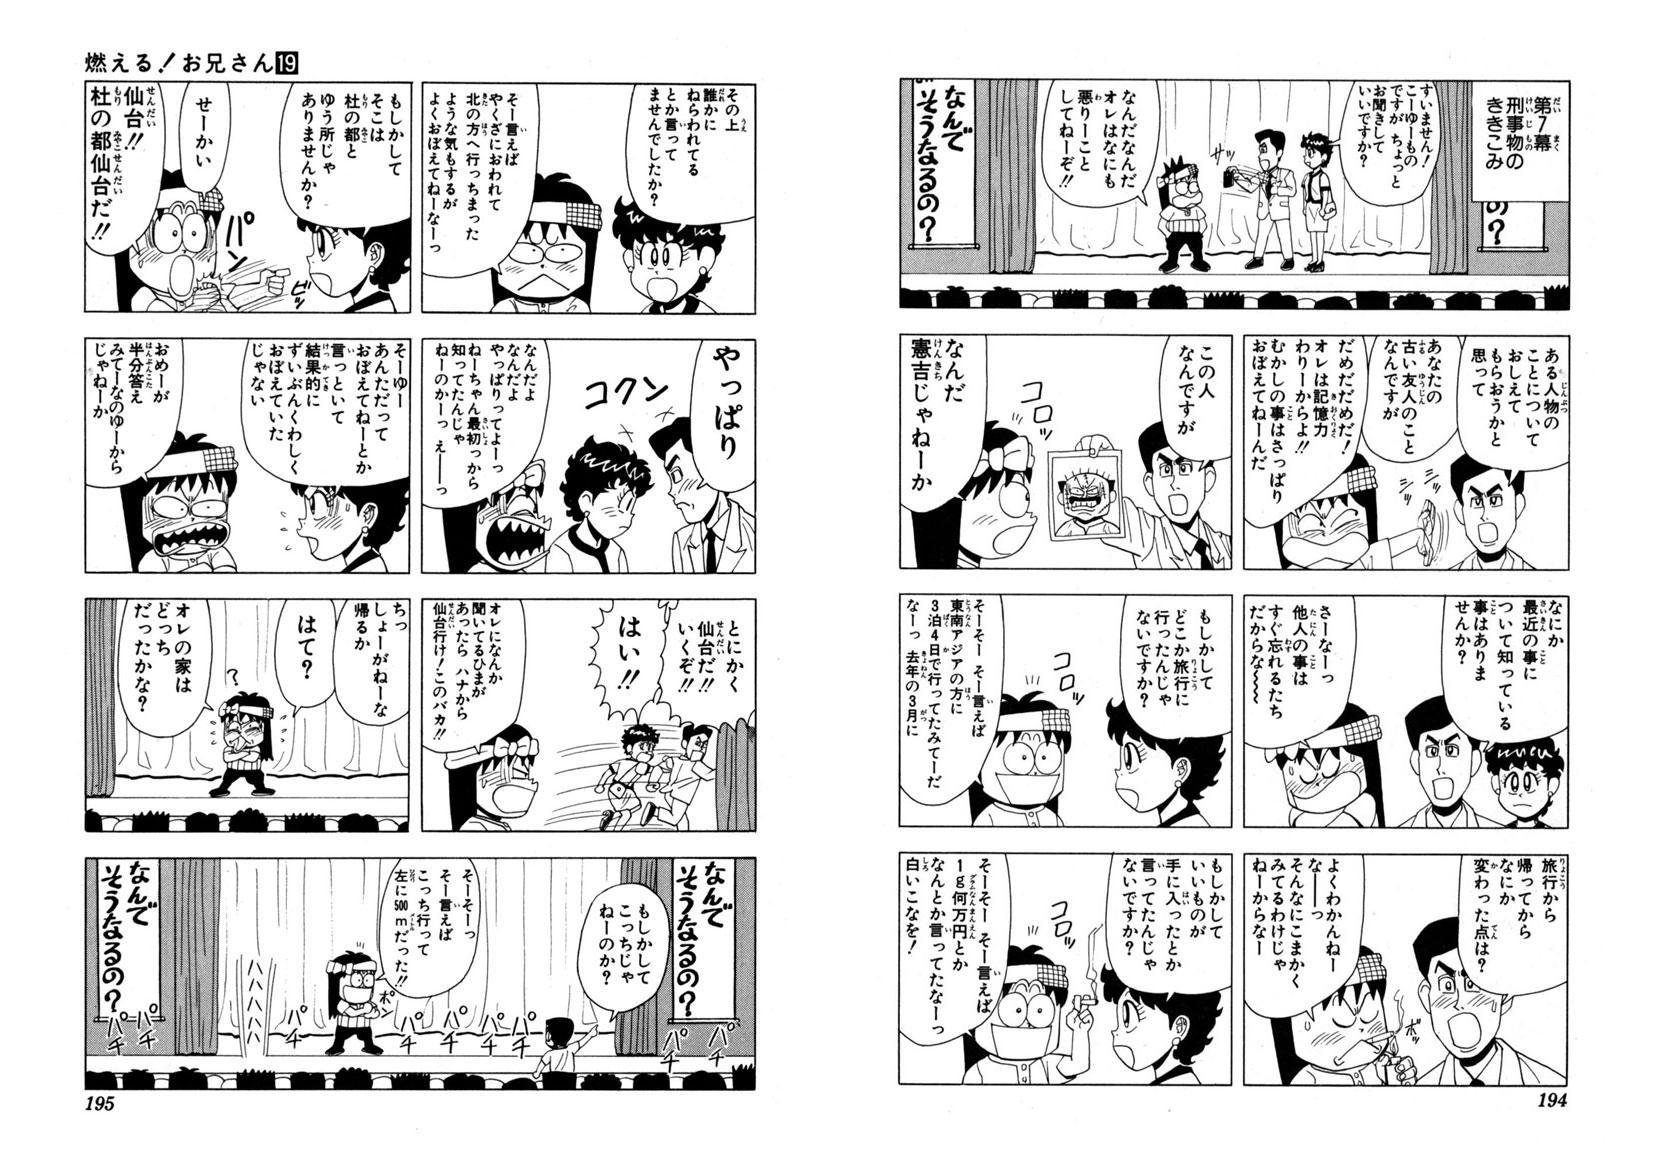 第7幕
刑事物の
ききこみ
すいません!
こーゆーもの
ですが ちょっと
お聞きして
いいですか?
サッ
なんだなんだ
オレはなにも
悪りーこと
してねーぞ!!
なんで
そうなるの?
の?
ある人物の
ことについて
おしえて
もらおうかと
思って
あなたの
古い友人のこと
なんですが
だめだだめだ!
オレは記憶力
わりーからよ!!
むかしの事はさっぱり
おぼえてねーんだ
この人
なんですが
コロッ
なんだ
憲吉じゃねーか
なにか
最近の事に
ついて知っている
事はありま
せんか?
さーなーっ
他人の事は
すぐ忘れるたち
だからな〜〜〜
もしかして
どこか旅行に
行ったんじゃ
ないですか?
コロッ
そーそー そー言えば
東南アジアの方に
3泊4日で行ってたみてーだ
なーっ 去年の3月に
旅行から
帰ってから
なにか
変わった点は?
よくわかんねー
なーーっ
そんなにこまかく
みてるわけじゃ
ねーからなー
ボッ
もしかして
いいものが
手に入ったとか
言ってたんじゃ
ないですか?
コロッ
そーそー そー言えば
1g何万円とか
なんとか言ってたなーっ
白いこなを!
194
燃える!お兄さん19
その上
誰かに
ねらわれてる
とか言って
ませんでしたか?
そー言えば
やくざにおわれて
北の方へ行っちまった
ような気もするが
よくおぼえてねーなーっ
もしかして
そこは
杜の都と
ゆう所じゃ
ありませんか?
せーかい
パンッ
ビッ
仙台!!
杜の都仙台だ!!
やっぱり
コクン
なんだよ
なんだよ
やっぱりってよーっ
ねーちゃん最初っから
知ってたんじゃ
ねーのかーっ えーーっ
そーゆー
あんただって
おぼえてねーとか
言っといて
結果的に
ずいぶんくわしく
おぼえていた
じゃない
おめーが
半分答え
みてーなのゆーから
じゃねーか
とにかく
仙台だ!!
いくぞ!!
はい!!
オレになんか
聞いてるひまが
あったら ハナから
仙台行け!このバカ!!
ちっ
しょーがねーな
帰るか
はて?
?
オレの家は
どっち
だったかな?
なんで
そうなるの?
もしかして
こっちじゃ
ねーのか?
そーそーっ
そー言えば
こっち行って
左に500mだった!!
ポン
ハハハハハ
なんで
そうなるの?
パチ
パチ
パチ
パチ
パチ
パチ
パチ
パチ
パチ
195